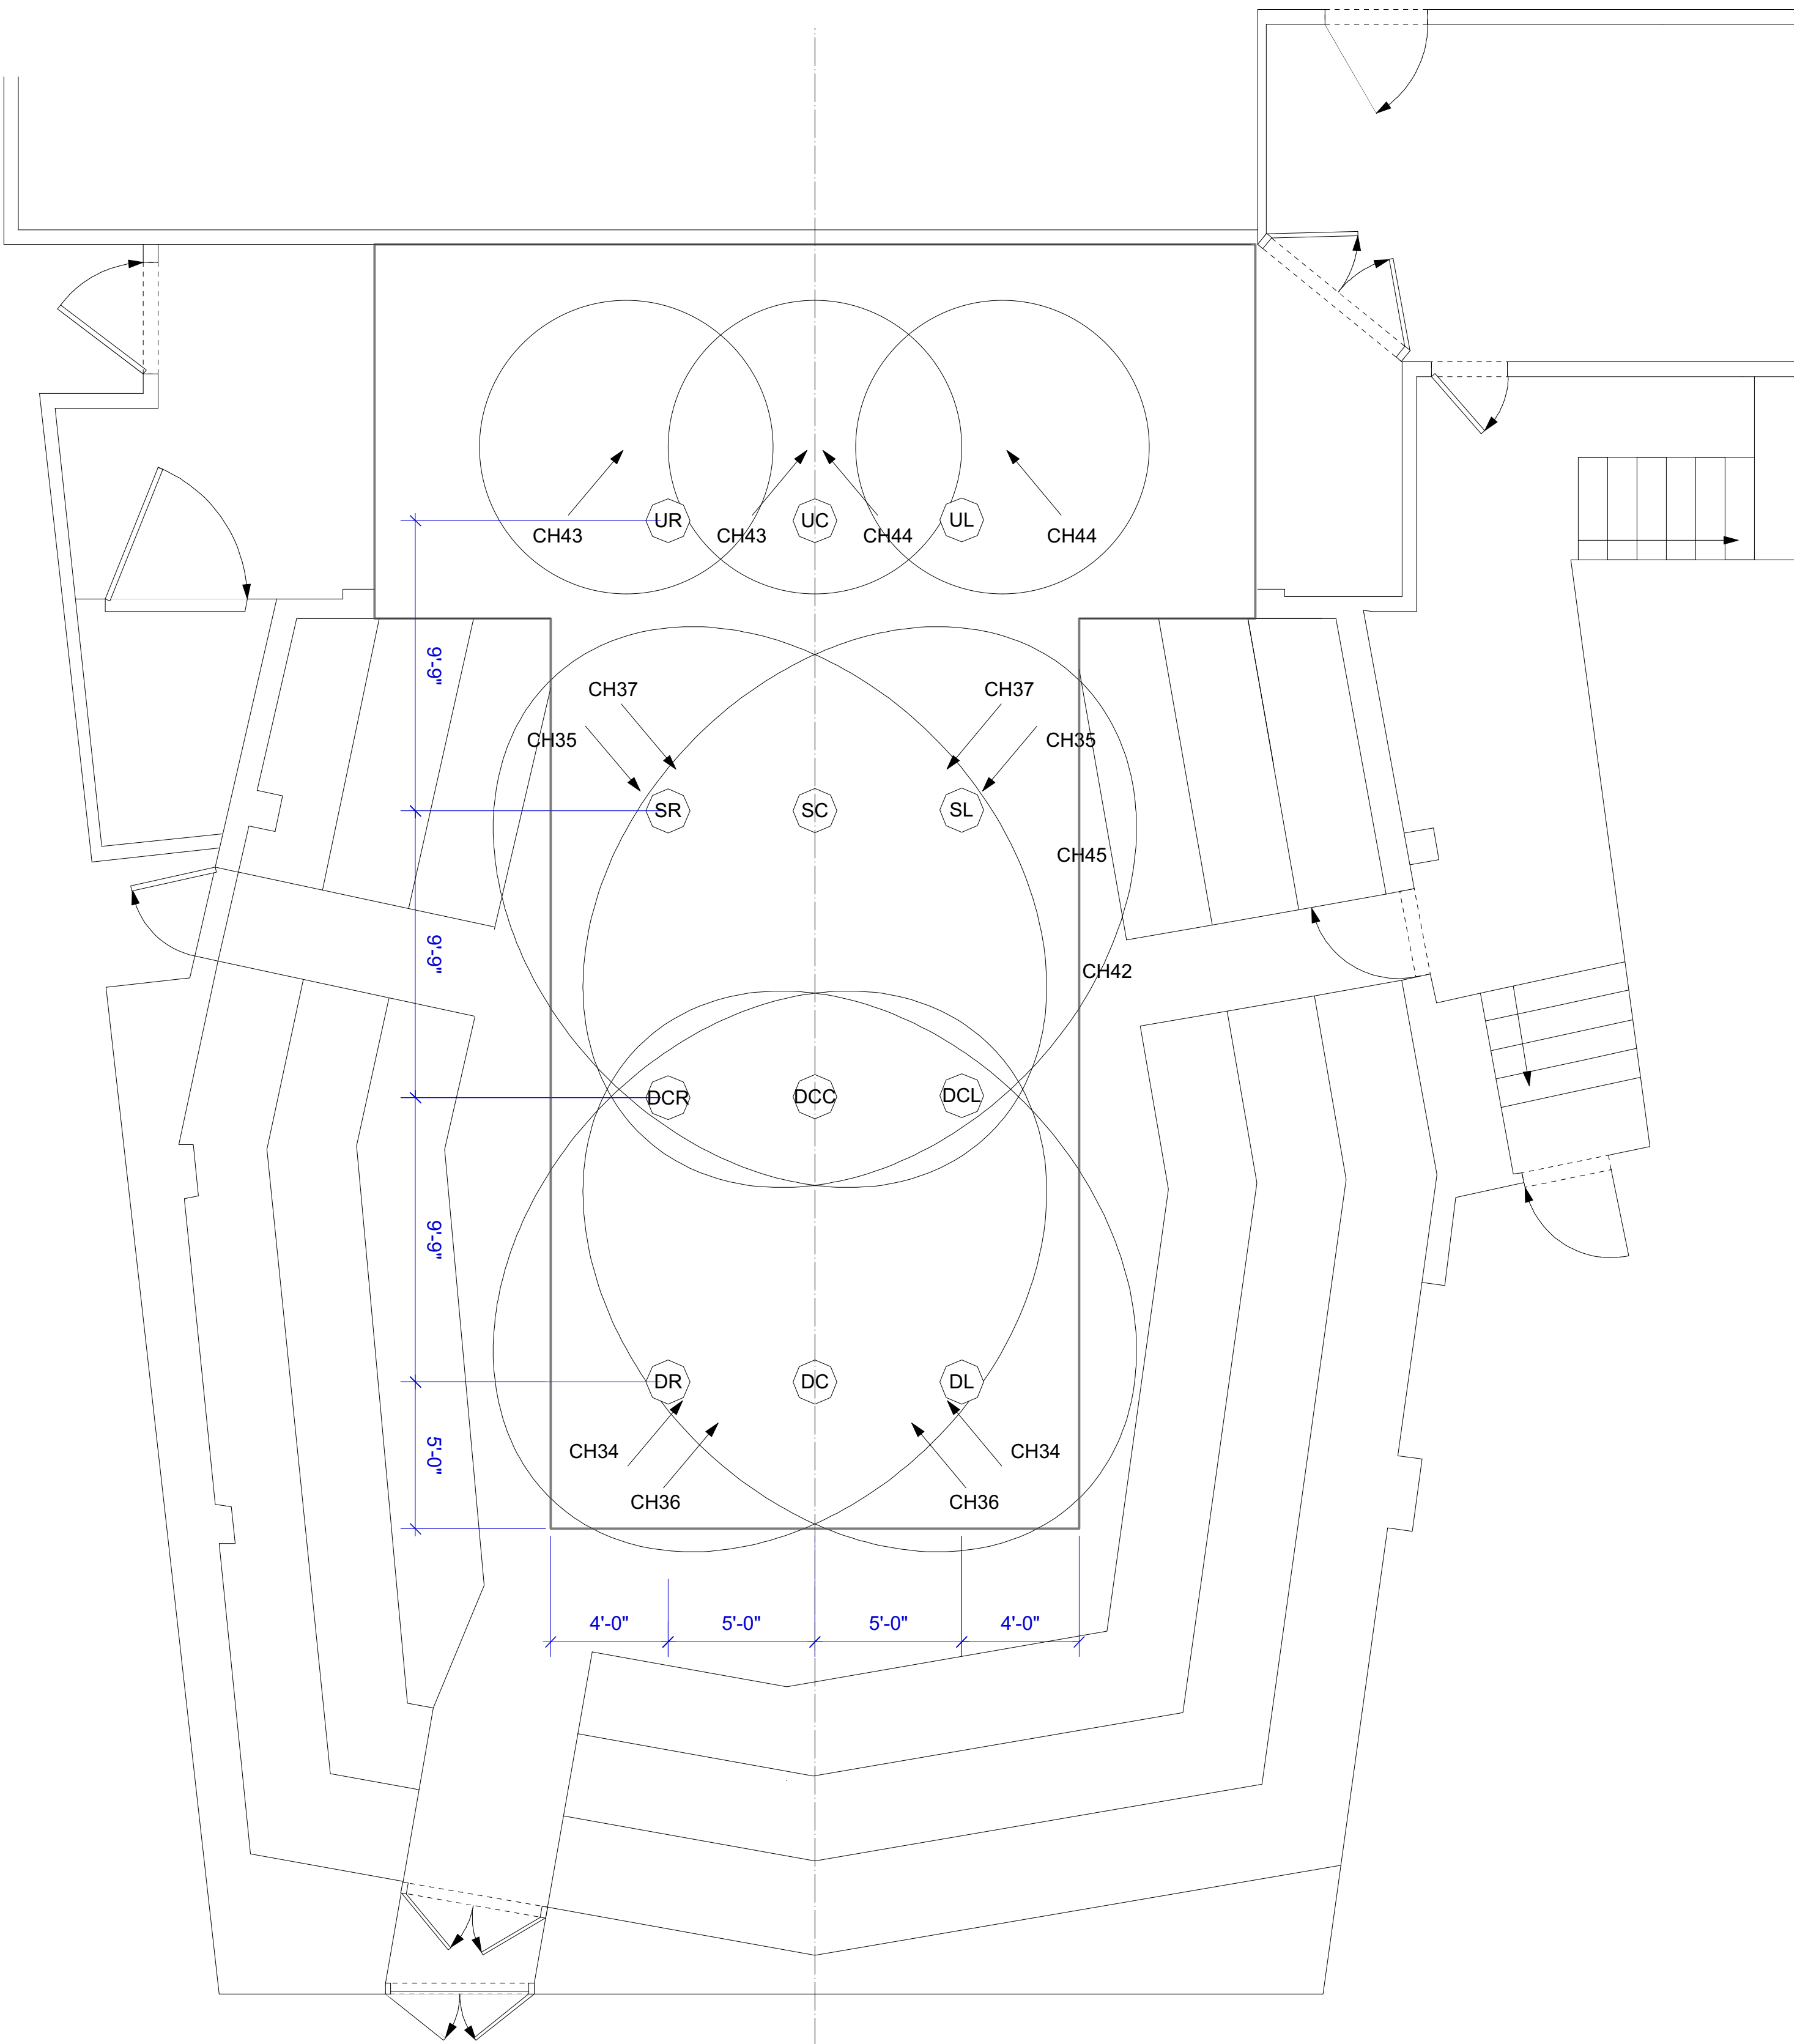 UR
UC
UL
CH43
CH43
CH44
CH44
9'-9"
CH37
CH37
CH35
CH35
SR
SC
SL
CH45
9'-9"
CH42
DCR
DCC
DCL
9'-9"
DR
DC
DL
5'-0"
CH34
CH34
CH36
CH36
4'-0"
5'-0"
5'-0"
4'-0"